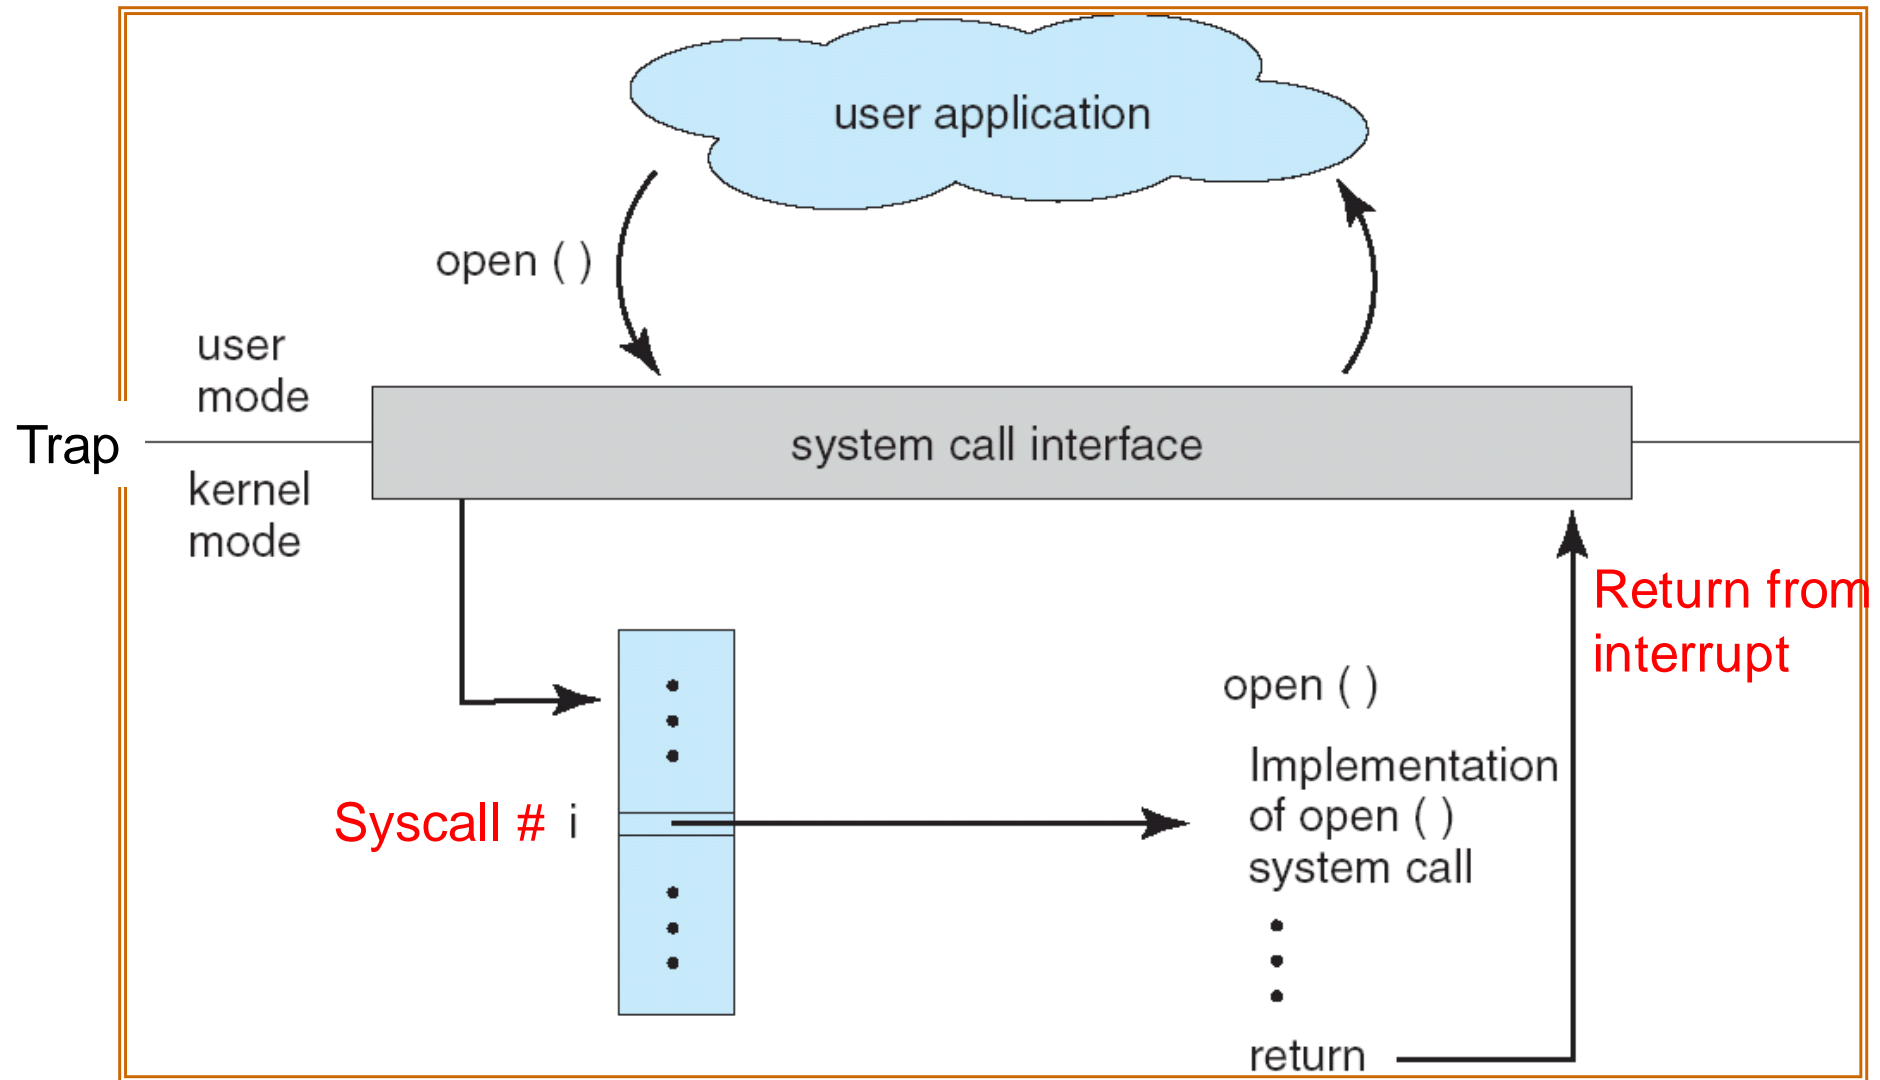 user application
open ( )
user
mode
Trap
system call interface
kernel
mode
Return from
interrupt
open ( )
Implementation
of open ( )
system call
Syscall # i
return